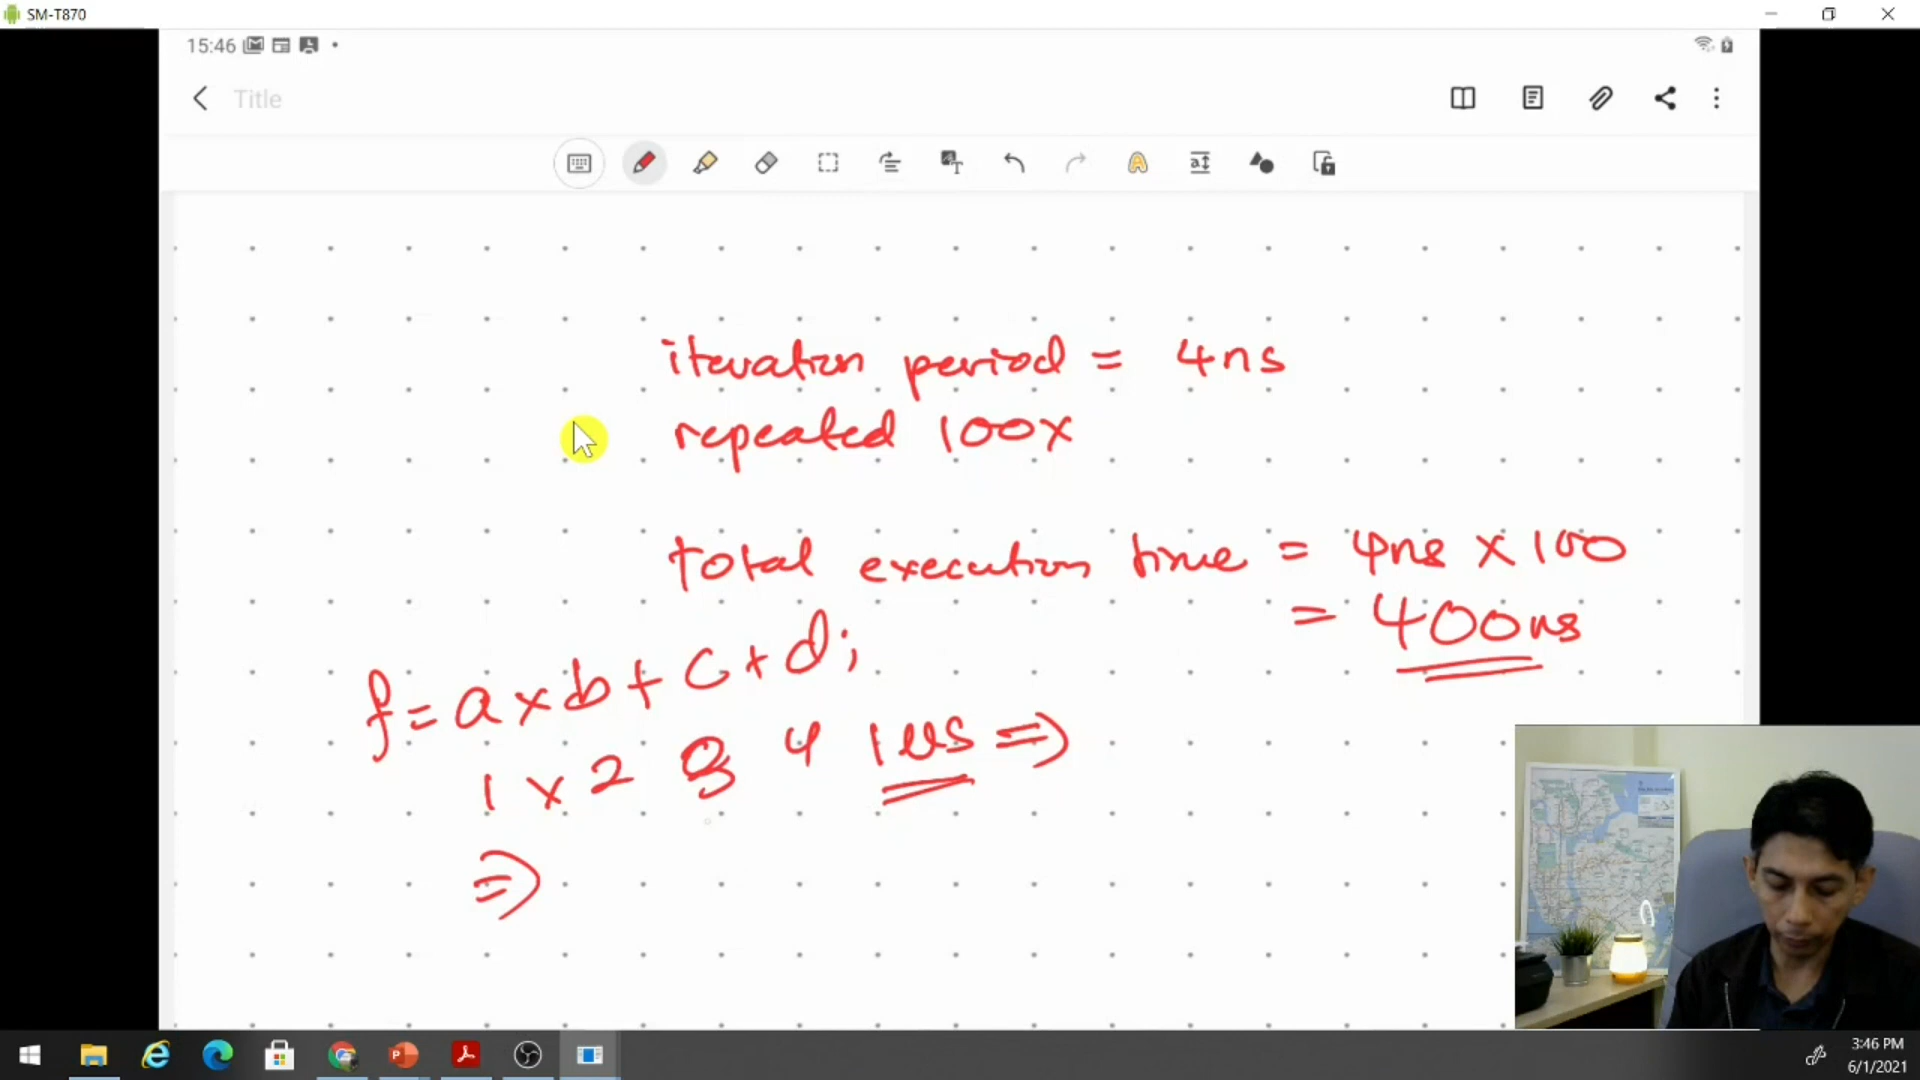 SM-T870
15:46
Title
iteration period = 4ns
repeated 100x
total execution time = 4ns x 100
= 400ns
f = a x b + c + d;
1 x 2 3 4 1us =>
=>
3:46 PM
6/1/2021